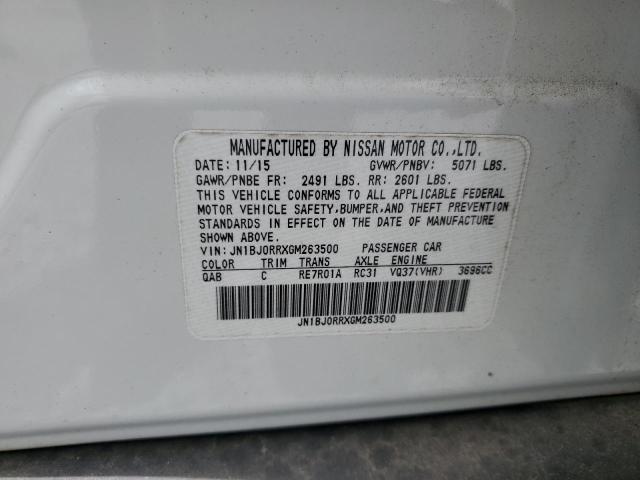 MANUFACTURED BY NISSAN MOTOR CO.,LTD.
DATE: 11/15 GVWR/PNBV: 5071 LBS.
GAWR/PNBE FR: 2491 LBS. RR: 2601 LBS.
THIS VEHICLE CONFORMS TO ALL APPLICABLE FEDERAL
MOTOR VEHICLE SAFETY,BUMPER,AND THEFT PREVENTION
STANDARDS IN EFFECT ON THE DATE OF MANUFACTURE
SHOWN ABOVE.
VIN: JN1BJ0RRXGM263500 PASSENGER CAR
COLOR TRIM TRANS AXLE ENGINE
QAB C RE7R01A RC31 VQ37(VHR) 3696CC
JN1BJ0RRXGM263500